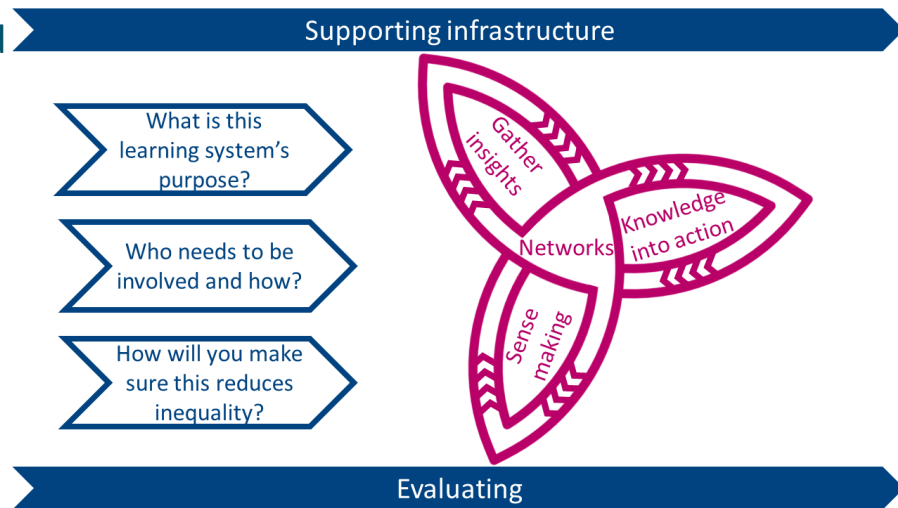 Supporting infrastructure
What is this
learning system's
purpose?
Who needs to be
involved and how?
How will you make
sure this reduces
inequality?
Gather
insights
Knowledge
into action
Networks
Sense
making
Evaluating